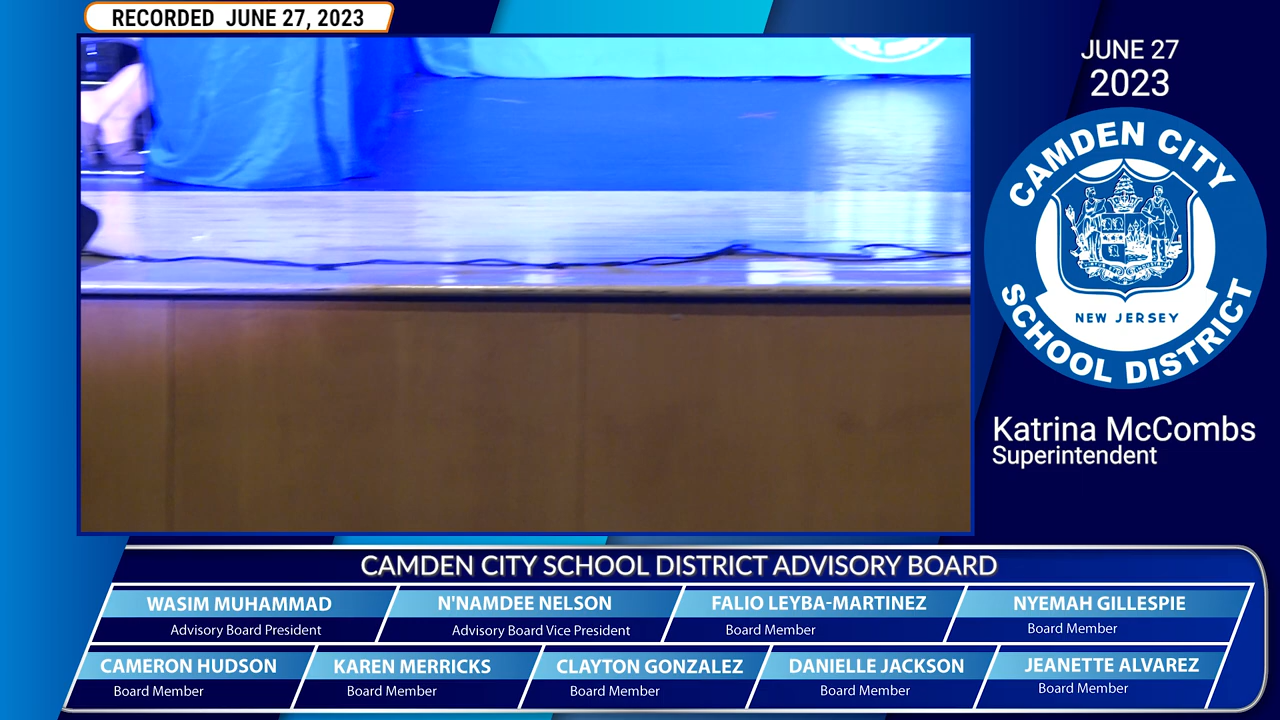 RECORDED JUNE 27, 2023
JUNE 27
2023
CAMDEN CITY
SCHOOL DISTRICT
NEW JERSEY
Katrina McCombs
Superintendent
CAMDEN CITY SCHOOL DISTRICT ADVISORY BOARD
WASIM MUHAMMAD
Advisory Board President
N'NAMDEE NELSON
Advisory Board Vice President
FALIO LEYBA-MARTINEZ
Board Member
NYEMAH GILLESPIE
Board Member
CAMERON HUDSON
Board Member
KAREN MERRICKS
Board Member
CLAYTON GONZALEZ
Board Member
DANIELLE JACKSON
Board Member
JEANETTE ALVAREZ
Board Member